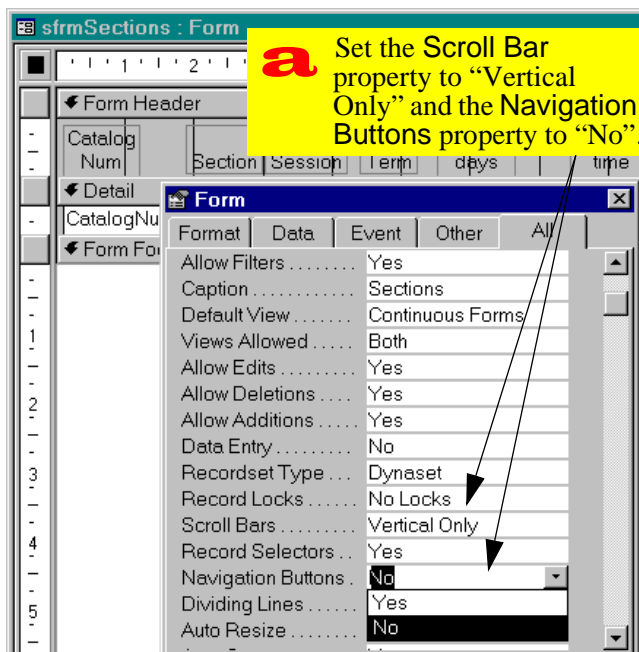 sfrmSections : Form
a
Set the Scroll Bar
property to “Vertical
Only” and the Navigation
Buttons property to “No”.
1 2
Form Header
Catalog
Num Section Session Term days time
Detail
CatalogNu
Form Fo
Form
Format Data Event Other All
Allow Filters ........ Yes
Caption ............ Sections
Default View ....... Continuous Forms
Views Allowed ..... Both
Allow Edits ......... Yes
Allow Deletions .... Yes
Allow Additions ..... Yes
Data Entry ......... No
Recordset Type ... Dynaset
Record Locks ...... No Locks
Scroll Bars ......... Vertical Only
Record Selectors .. Yes
Navigation Buttons . No
Dividing Lines ...... Yes
Auto Resize ........ No
1
2
3
4
5